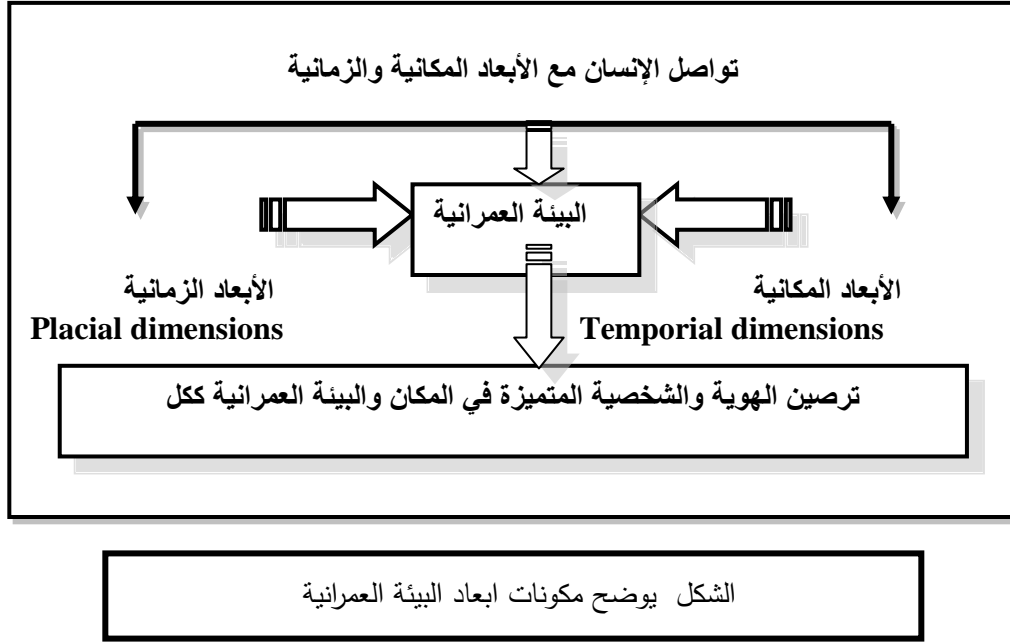 تواصل الإنسان مع الأبعاد المكانية والزمانية
البيئة العمرانية
الأبعاد المكانية
الأبعاد الزمانية
Temporial dimensions
Placial dimensions
ترصين الهوية والشخصية المتميزة في المكان والبيئة العمرانية ككل
الشكل يوضح مكونات ابعاد البيئة العمرانية